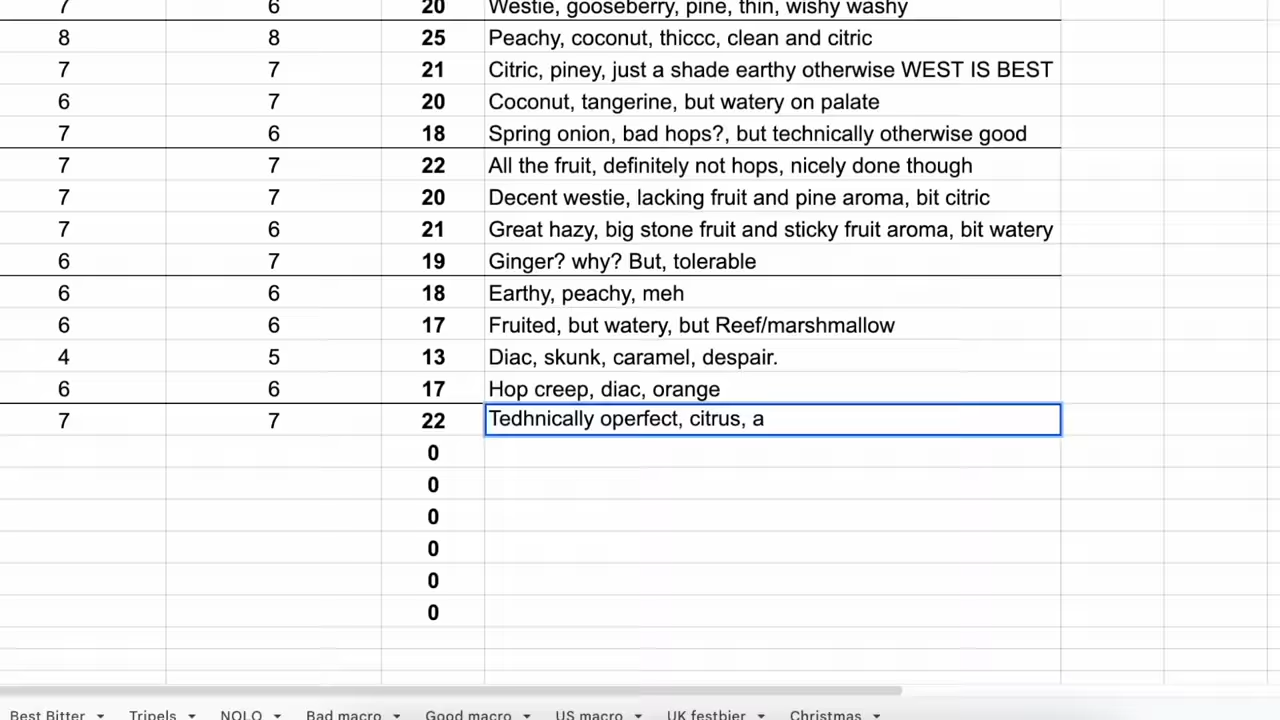 7 6 20 Westie, gooseberry, pine, thin, wishy washy
8 8 25 Peachy, coconut, thiccc, clean and citric
7 7 21 Citric, piney, just a shade earthy otherwise WEST IS BEST
6 7 20 Coconut, tangerine, but watery on palate
7 6 18 Spring onion, bad hops?, but technically otherwise good
7 7 22 All the fruit, definitely not hops, nicely done though
7 7 20 Decent westie, lacking fruit and pine aroma, bit citric
7 6 21 Great hazy, big stone fruit and sticky fruit aroma, bit watery
6 7 19 Ginger? why? But, tolerable
6 6 18 Earthy, peachy, meh
6 6 17 Fruited, but watery, but Reef/marshmallow
4 5 13 Diac, skunk, caramel, despair.
6 6 17 Hop creep, diac, orange
7 7 22 Tedhnically operfect, citrus, a
0
0
0
0
0
0
Best Bitter Tripels NOLO Bad macro Good macro US macro UK festbier Christmas